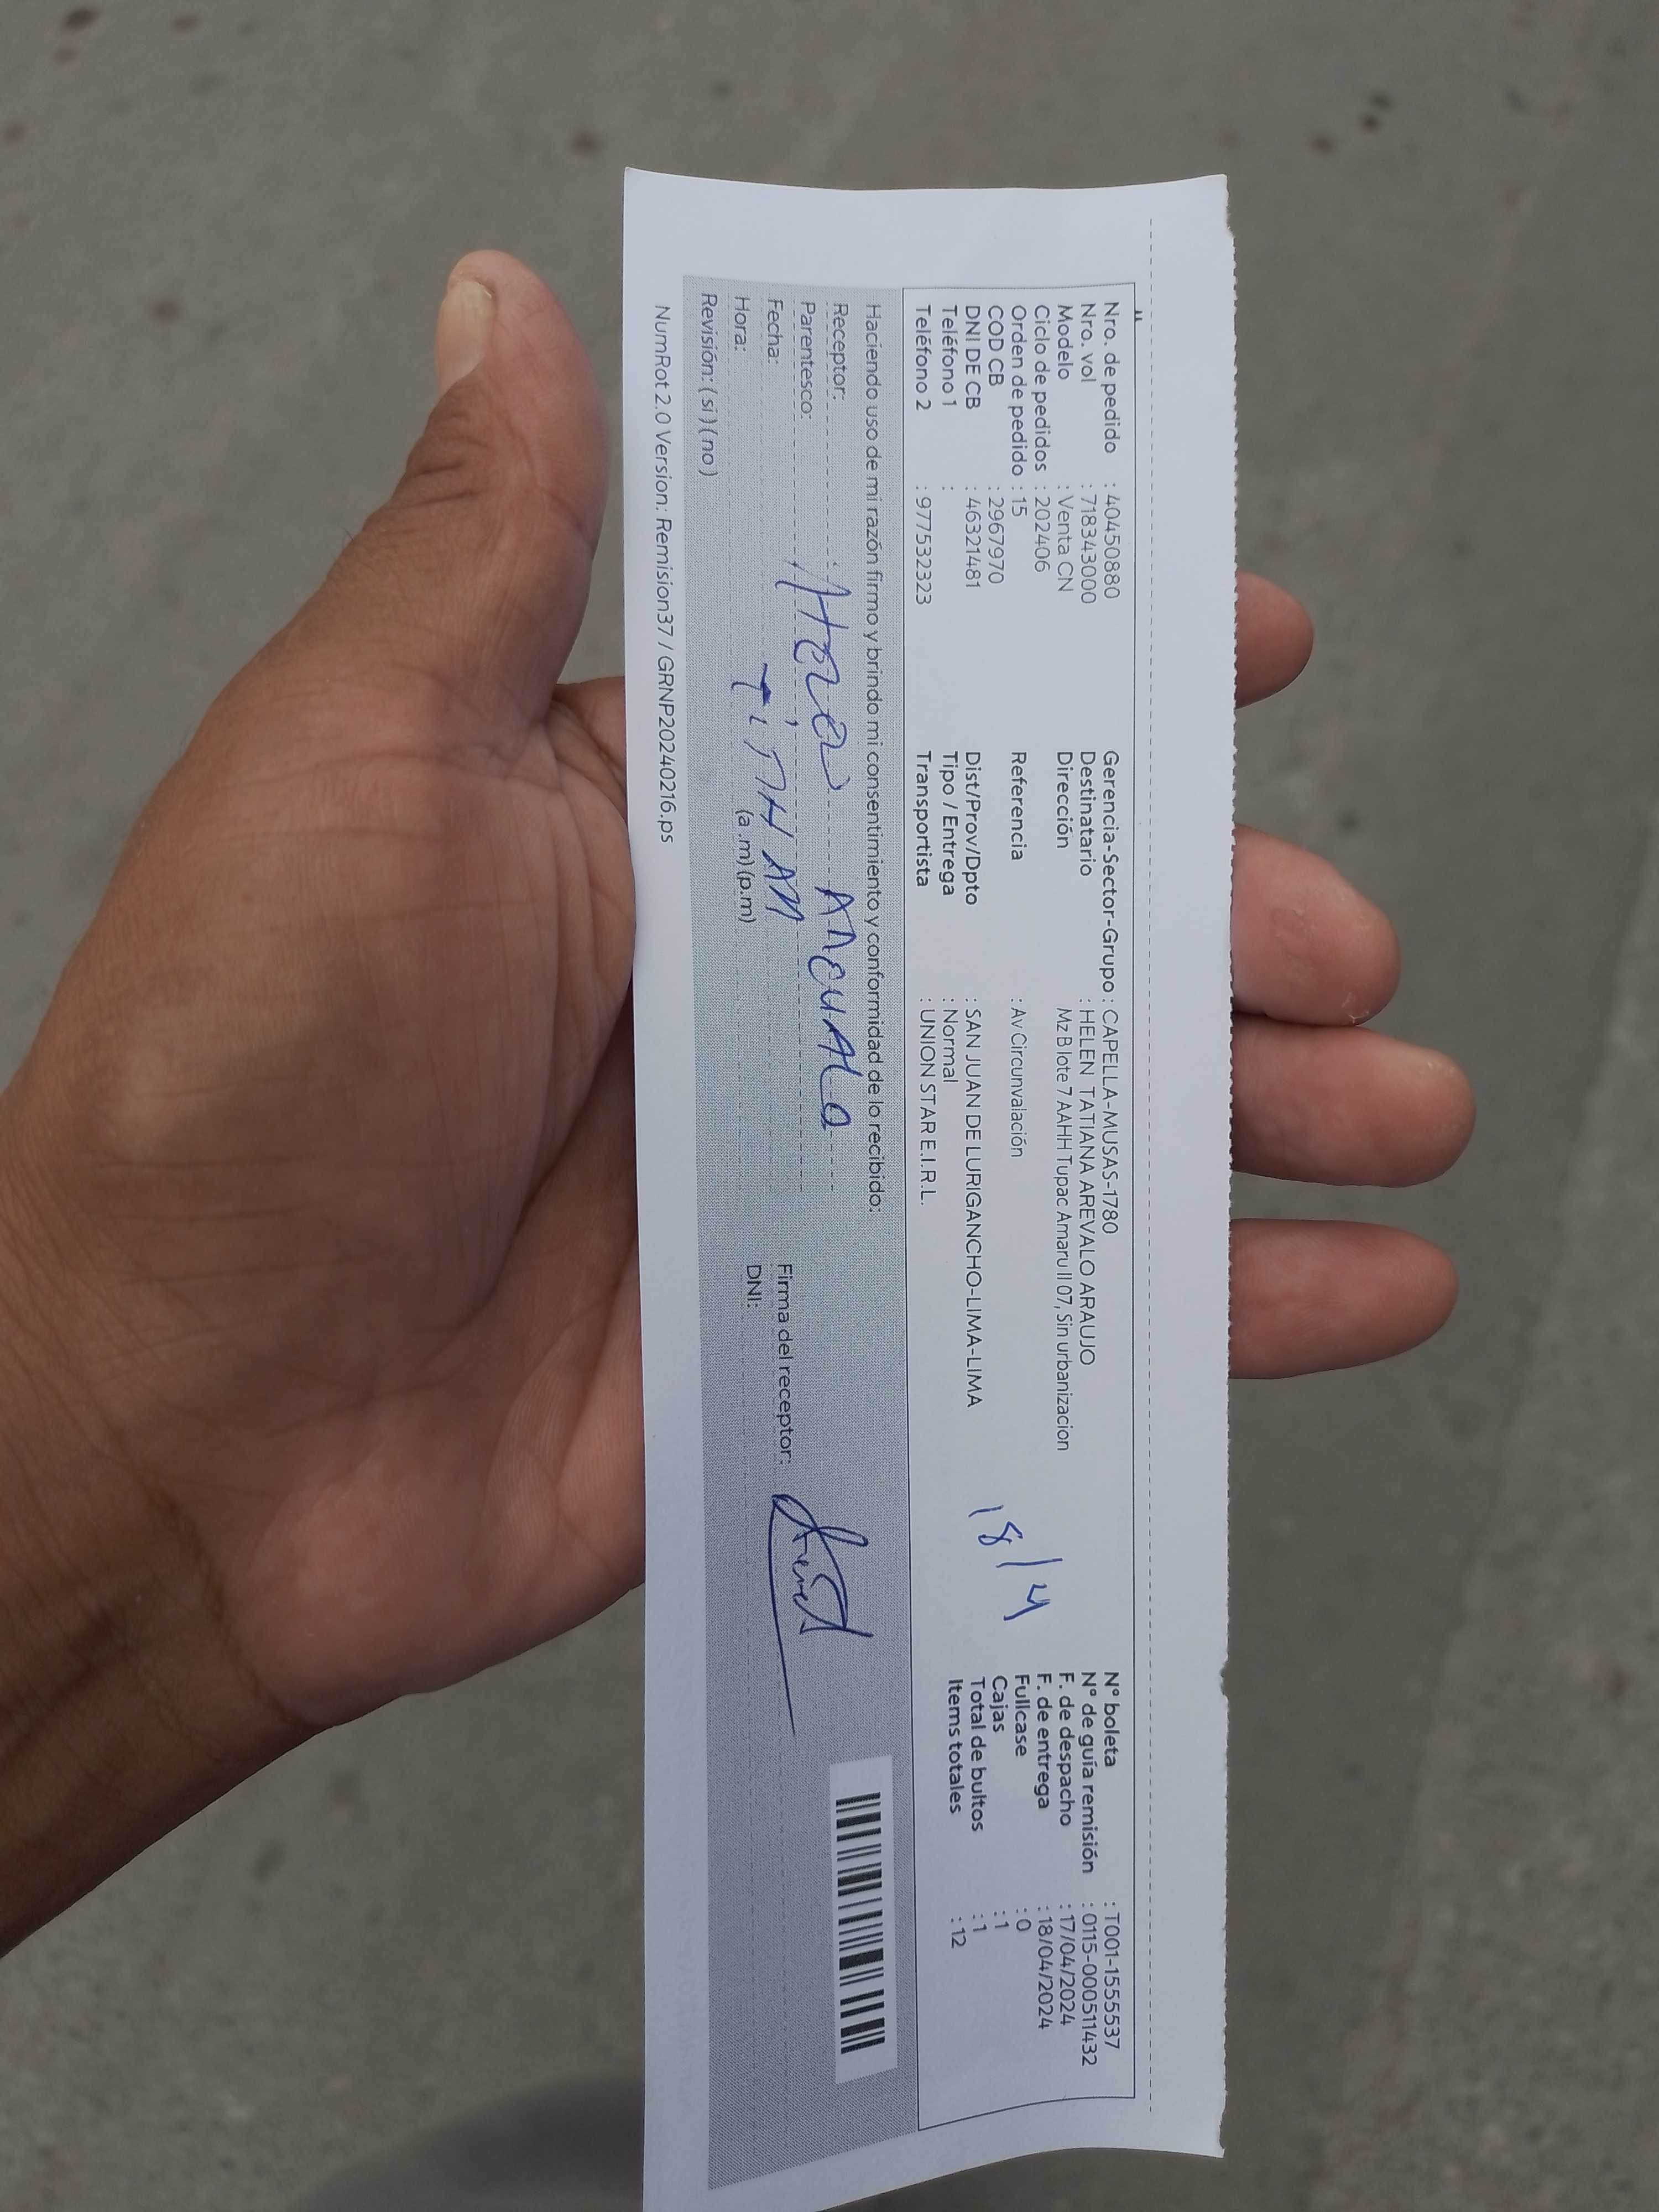 Nro. de pedido : 40450880
Nro. vol : 718343000
Modelo : Venta CN
Ciclo de pedidos : 202406
Orden de pedido : 15
COD CB : 2967970
DNI DE CB : 46321481
Teléfono 1 :
Teléfono 2 : 977532323
Gerencia-Sector-Grupo : CAPELLA-MUSAS-1780
Destinatario : HELEN TATIANA AREVALO ARAUJO
Dirección Mz B lote 7 AAHH Tupac Amaru II 07, Sin urbanizacion
Referencia : Av Circunvalación
Dist/Prov/Dpto : SAN JUAN DE LURIGANCHO-LIMA-LIMA
Tipo / Entrega : Normal
Transportista : UNION STAR E.I.R.L.
18/4
N° boleta : T001-1555537
N° de guía remisión : 0115-000511432
F. de despacho : 17/04/2024
F. de entrega : 18/04/2024
Fullcase : 0
Cajas : 1
Total de bultos : 1
Items totales : 12
Haciendo uso de mi razón firmo y brindo mi consentimiento y conformidad de lo recibido:
Receptor:
Parentesco:
Fecha:
Hora: (a.m) (p.m)
Revisión: (si) (no)
Firma del receptor:
DNI:
NumRot 2.0 Version: Remision37 / GRNP20240216.ps